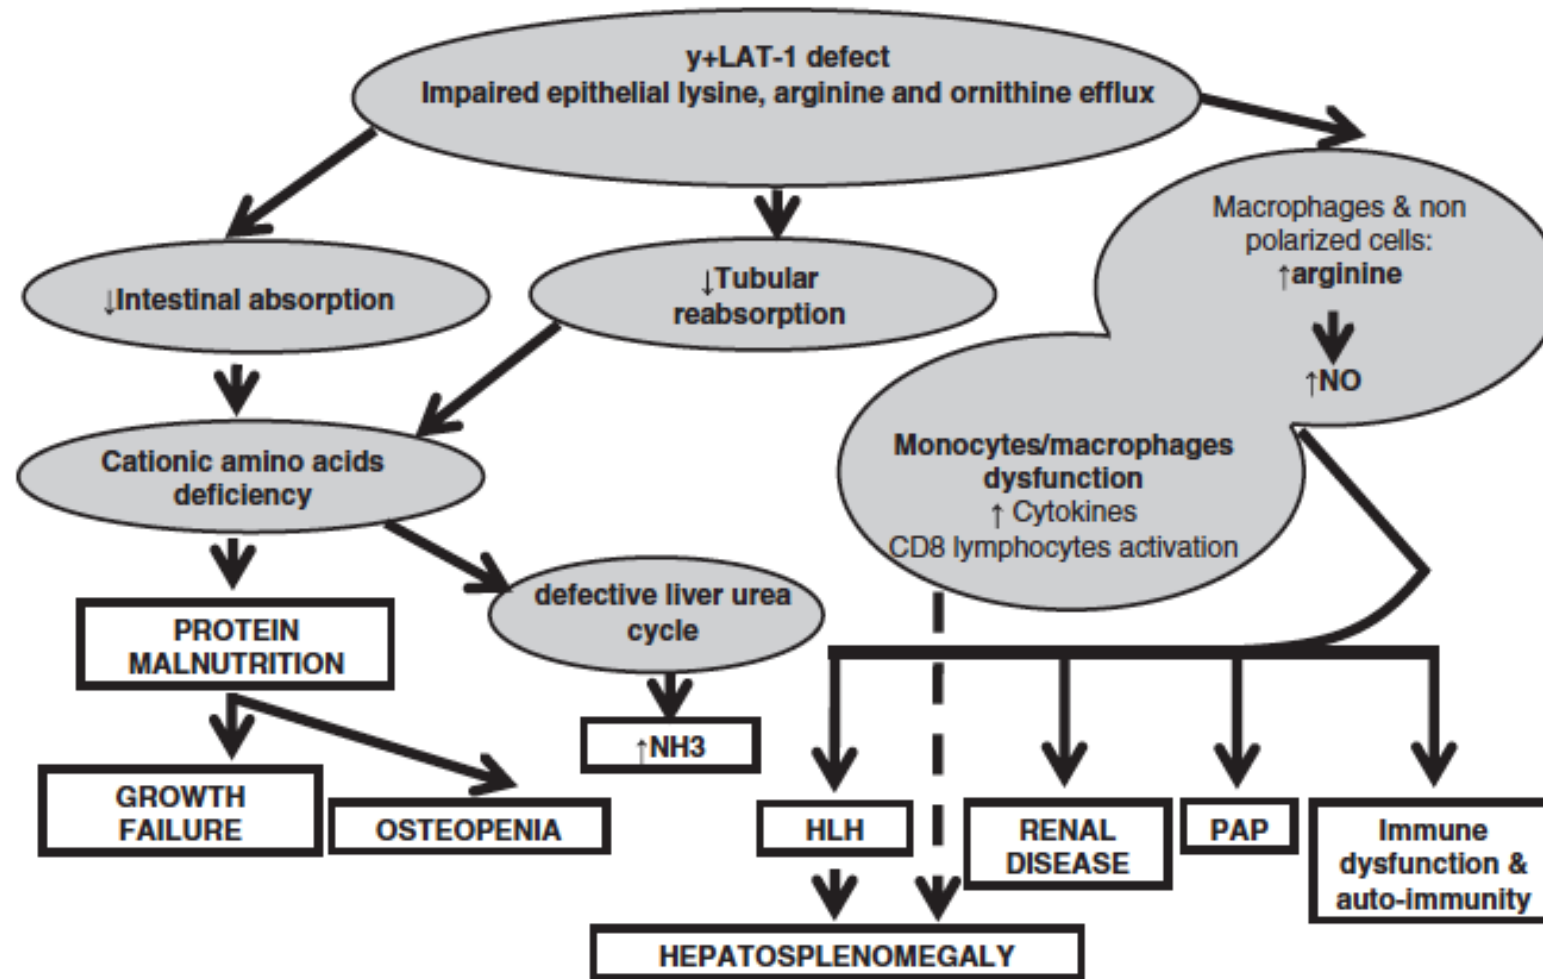 y+LAT-1 defect
Impaired epithelial lysine, arginine and ornithine efflux
Macrophages & non
polarized cells:
↑arginine
↑NO
↓Intestinal absorption
↓Tubular
reabsorption
Cationic amino acids
deficiency
Monocytes/macrophages
dysfunction
↑ Cytokines
CD8 lymphocytes activation
defective liver urea
cycle
PROTEIN
MALNUTRITION
↑NH3
GROWTH
FAILURE
OSTEOPENIA
HLH
RENAL
DISEASE
PAP
Immune
dysfunction &
auto-immunity
HEPATOSPLENOMEGALY